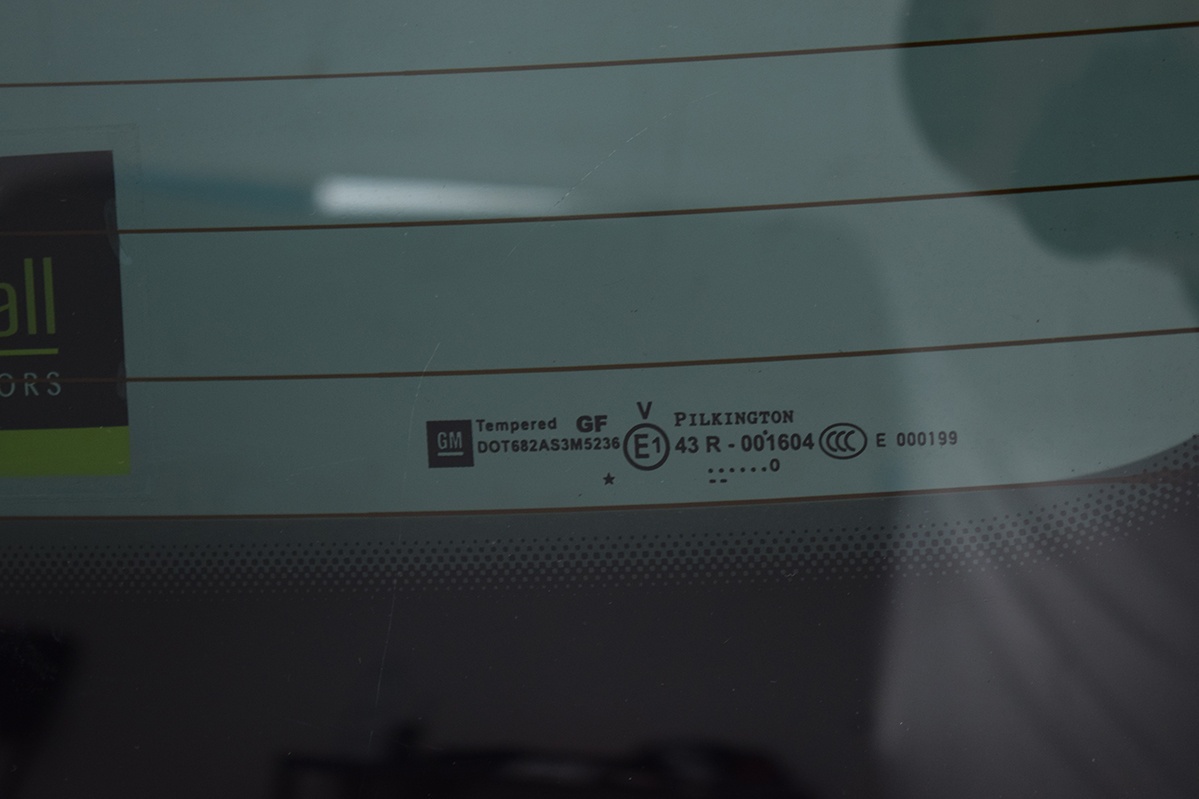 all
ORS
GM
Tempered GF V PILKINGTON
DOT682AS3M5236 E1 43 R - 001604 CCC E 000199
.......0
★ --